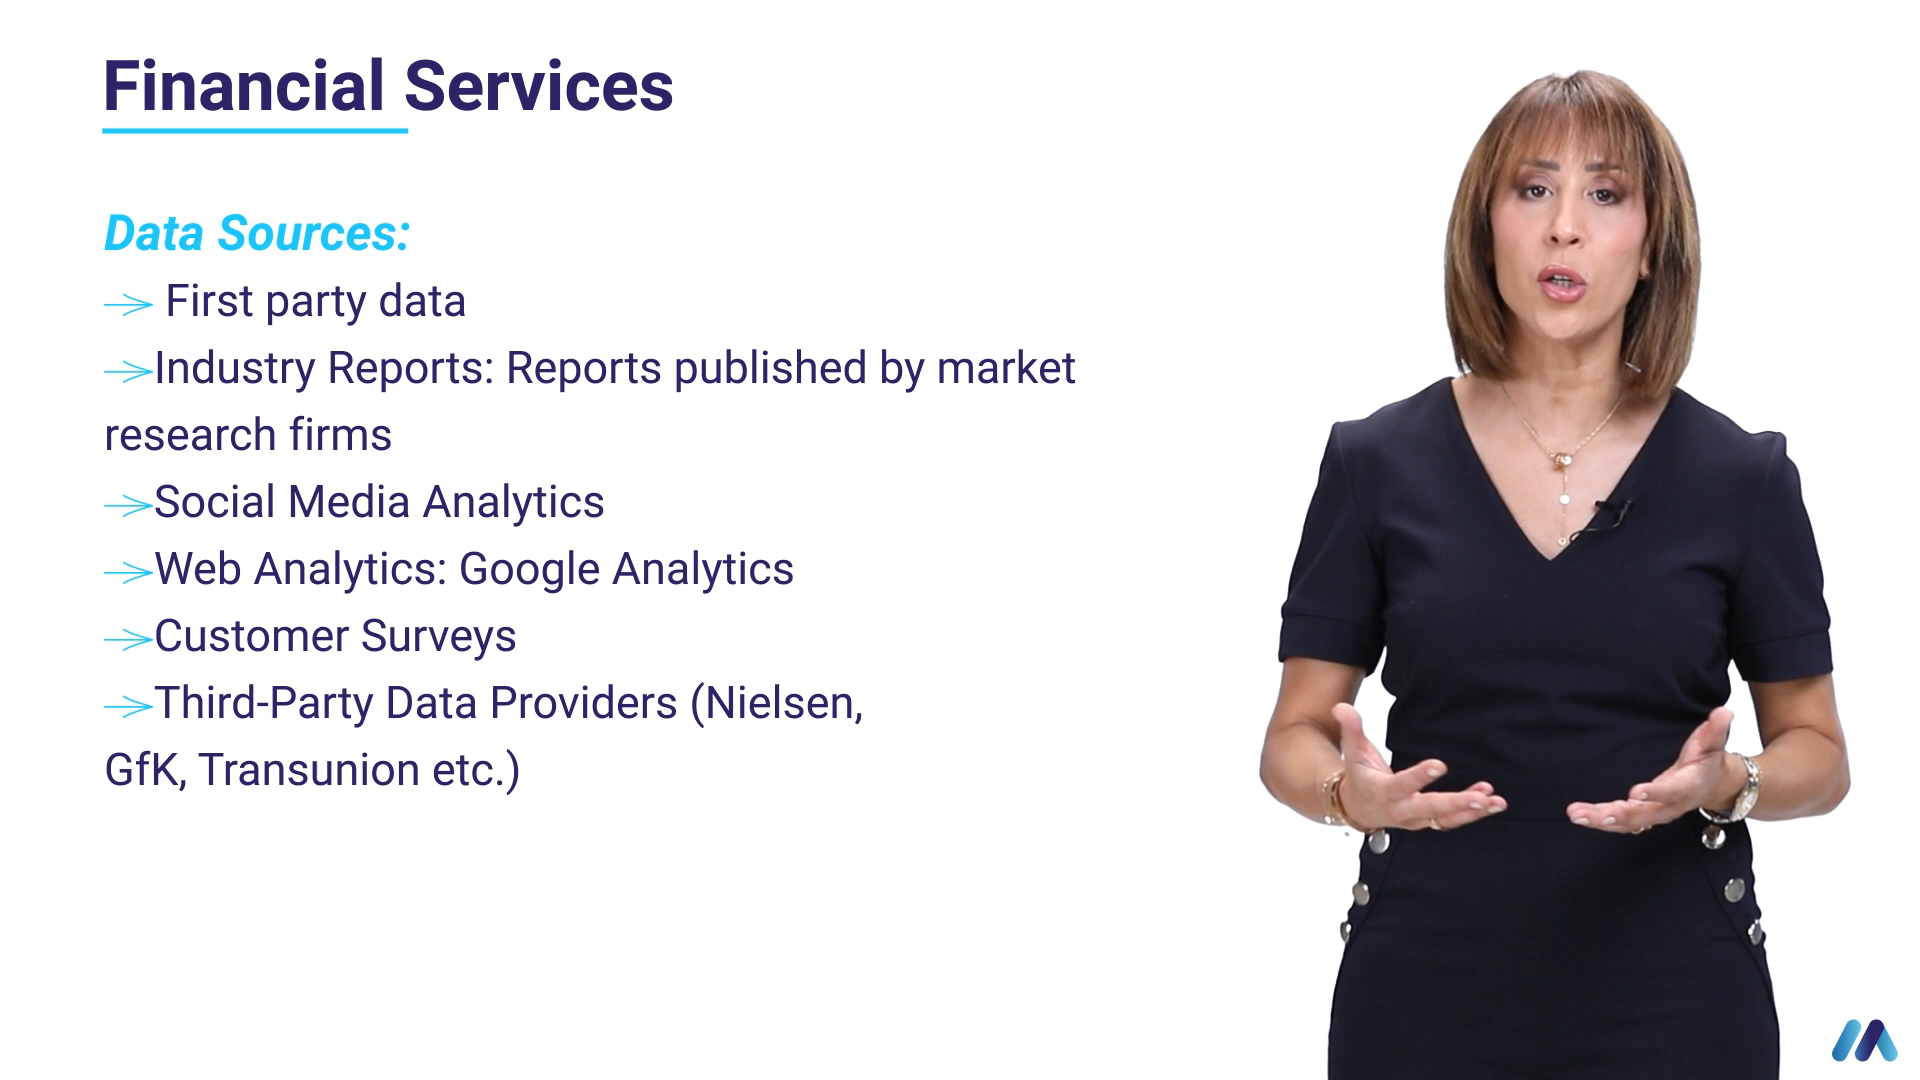 Financial Services
Data Sources:
First party data
Industry Reports: Reports published by market
research firms
Social Media Analytics
Web Analytics: Google Analytics
Customer Surveys
Third-Party Data Providers (Nielsen,
GfK, Transunion etc.)